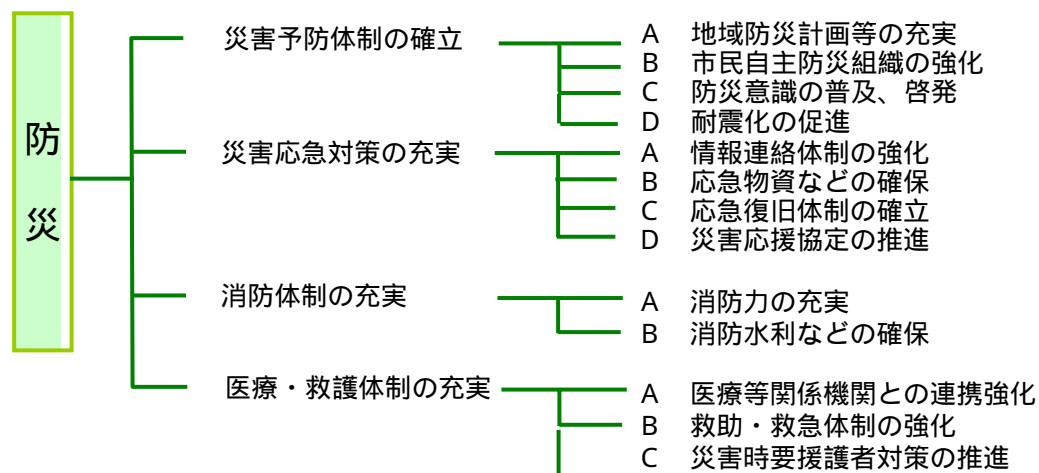 防災
災害予防体制の確立
A 地域防災計画等の充実
B 市民自主防災組織の強化
C 防災意識の普及、啓発
D 耐震化の促進
災害応急対策の充実
A 情報連絡体制の強化
B 応急物資などの確保
C 応急復旧体制の確立
D 災害応援協定の推進
消防体制の充実
A 消防力の充実
B 消防水利などの確保
医療・救護体制の充実
A 医療等関係機関との連携強化
B 救助・救急体制の強化
C 災害時要援護者対策の推進